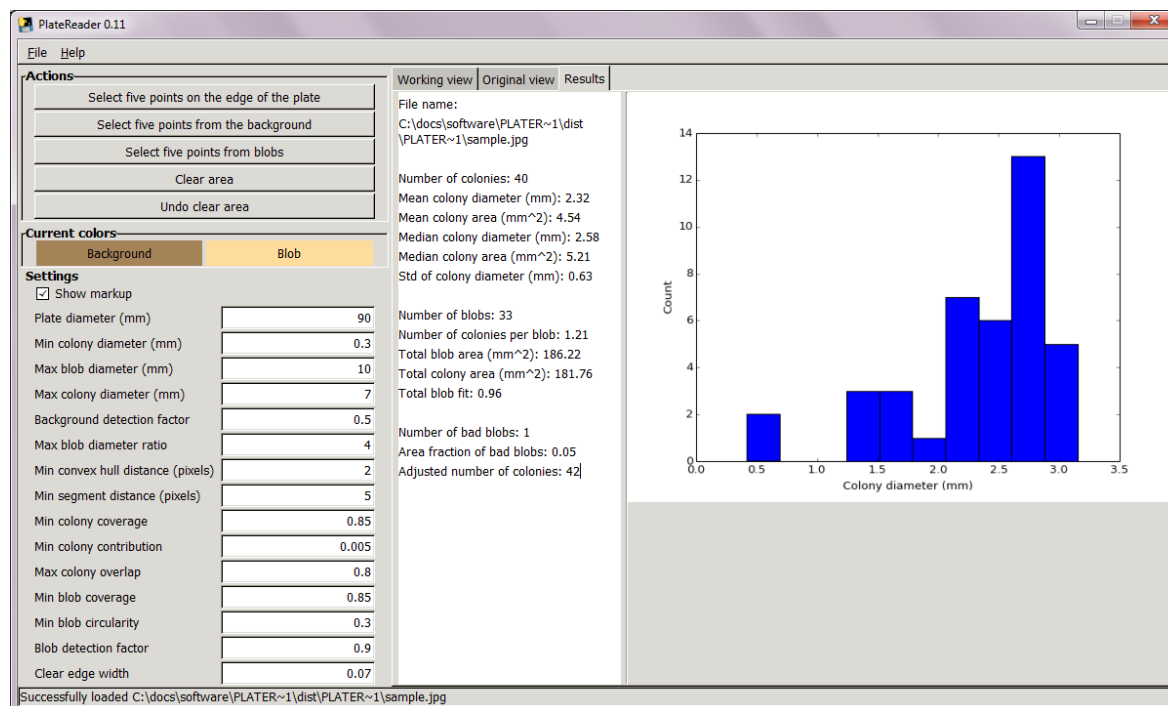 PlateReader 0.11
File Help
Actions
Select five points on the edge of the plate
Select five points from the background
Select five points from blobs
Clear area
Undo clear area
Current colors
Background Blob
Settings
Show markup
Plate diameter (mm) 90
Min colony diameter (mm) 0.3
Max blob diameter (mm) 10
Max colony diameter (mm) 7
Background detection factor 0.5
Max blob diameter ratio 4
Min convex hull distance (pixels) 2
Min segment distance (pixels) 5
Min colony coverage 0.85
Min colony contribution 0.005
Max colony overlap 0.8
Min blob coverage 0.85
Min blob circularity 0.3
Blob detection factor 0.9
Clear edge width 0.07
Working view Original view Results
File name:
C:\docs\software\PLATER~1\dist
\PLATER~1\sample.jpg
Number of colonies: 40
Mean colony diameter (mm): 2.32
Mean colony area (mm^2): 4.54
Median colony diameter (mm): 2.58
Median colony area (mm^2): 5.21
Std of colony diameter (mm): 0.63
Number of blobs: 33
Number of colonies per blob: 1.21
Total blob area (mm^2): 186.22
Total colony area (mm^2): 181.76
Total blob fit: 0.96
Number of bad blobs: 1
Area fraction of bad blobs: 0.05
Adjusted number of colonies: 42
14
12
10
8
6
4
2
0
Count
0.0 0.5 1.0 1.5 2.0 2.5 3.0 3.5
Colony diameter (mm)
Successfully loaded C:\docs\software\PLATER~1\dist\PLATER~1\sample.jpg